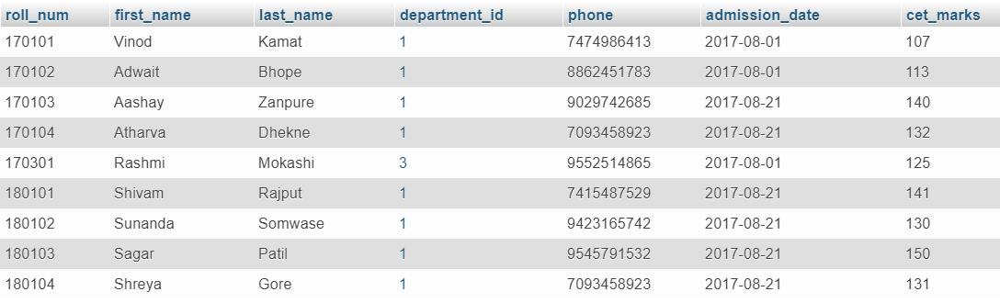 roll_num first_name last_name department_id phone admission_date cet_marks
170101 Vinod Kamat 1 7474986413 2017-08-01 107
170102 Adwait Bhope 1 8862451783 2017-08-01 113
170103 Aashay Zanpure 1 9029742685 2017-08-21 140
170104 Atharva Dhekne 1 7093458923 2017-08-21 132
170301 Rashmi Mokashi 3 9552514865 2017-08-01 125
180101 Shivam Rajput 1 7415487529 2017-08-21 141
180102 Sunanda Somwase 1 9423165742 2017-08-21 130
180103 Sagar Patil 1 9545791532 2017-08-21 150
180104 Shreya Gore 1 7093458923 2017-08-21 131